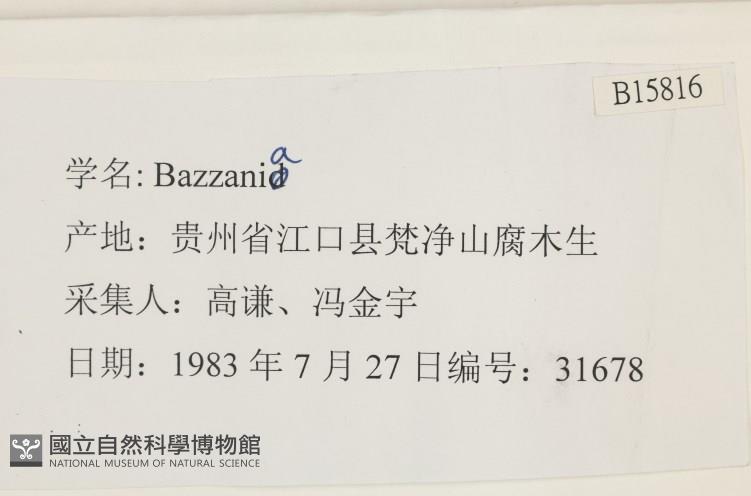 B15816
学名: Bazzania
产地：贵州省江口县梵净山腐木生
采集人：高谦、冯金宇
日期：1983 年 7 月 27 日编号：31678
國立自然科學博物館
NATIONAL MUSEUM OF NATURAL SCIENCE